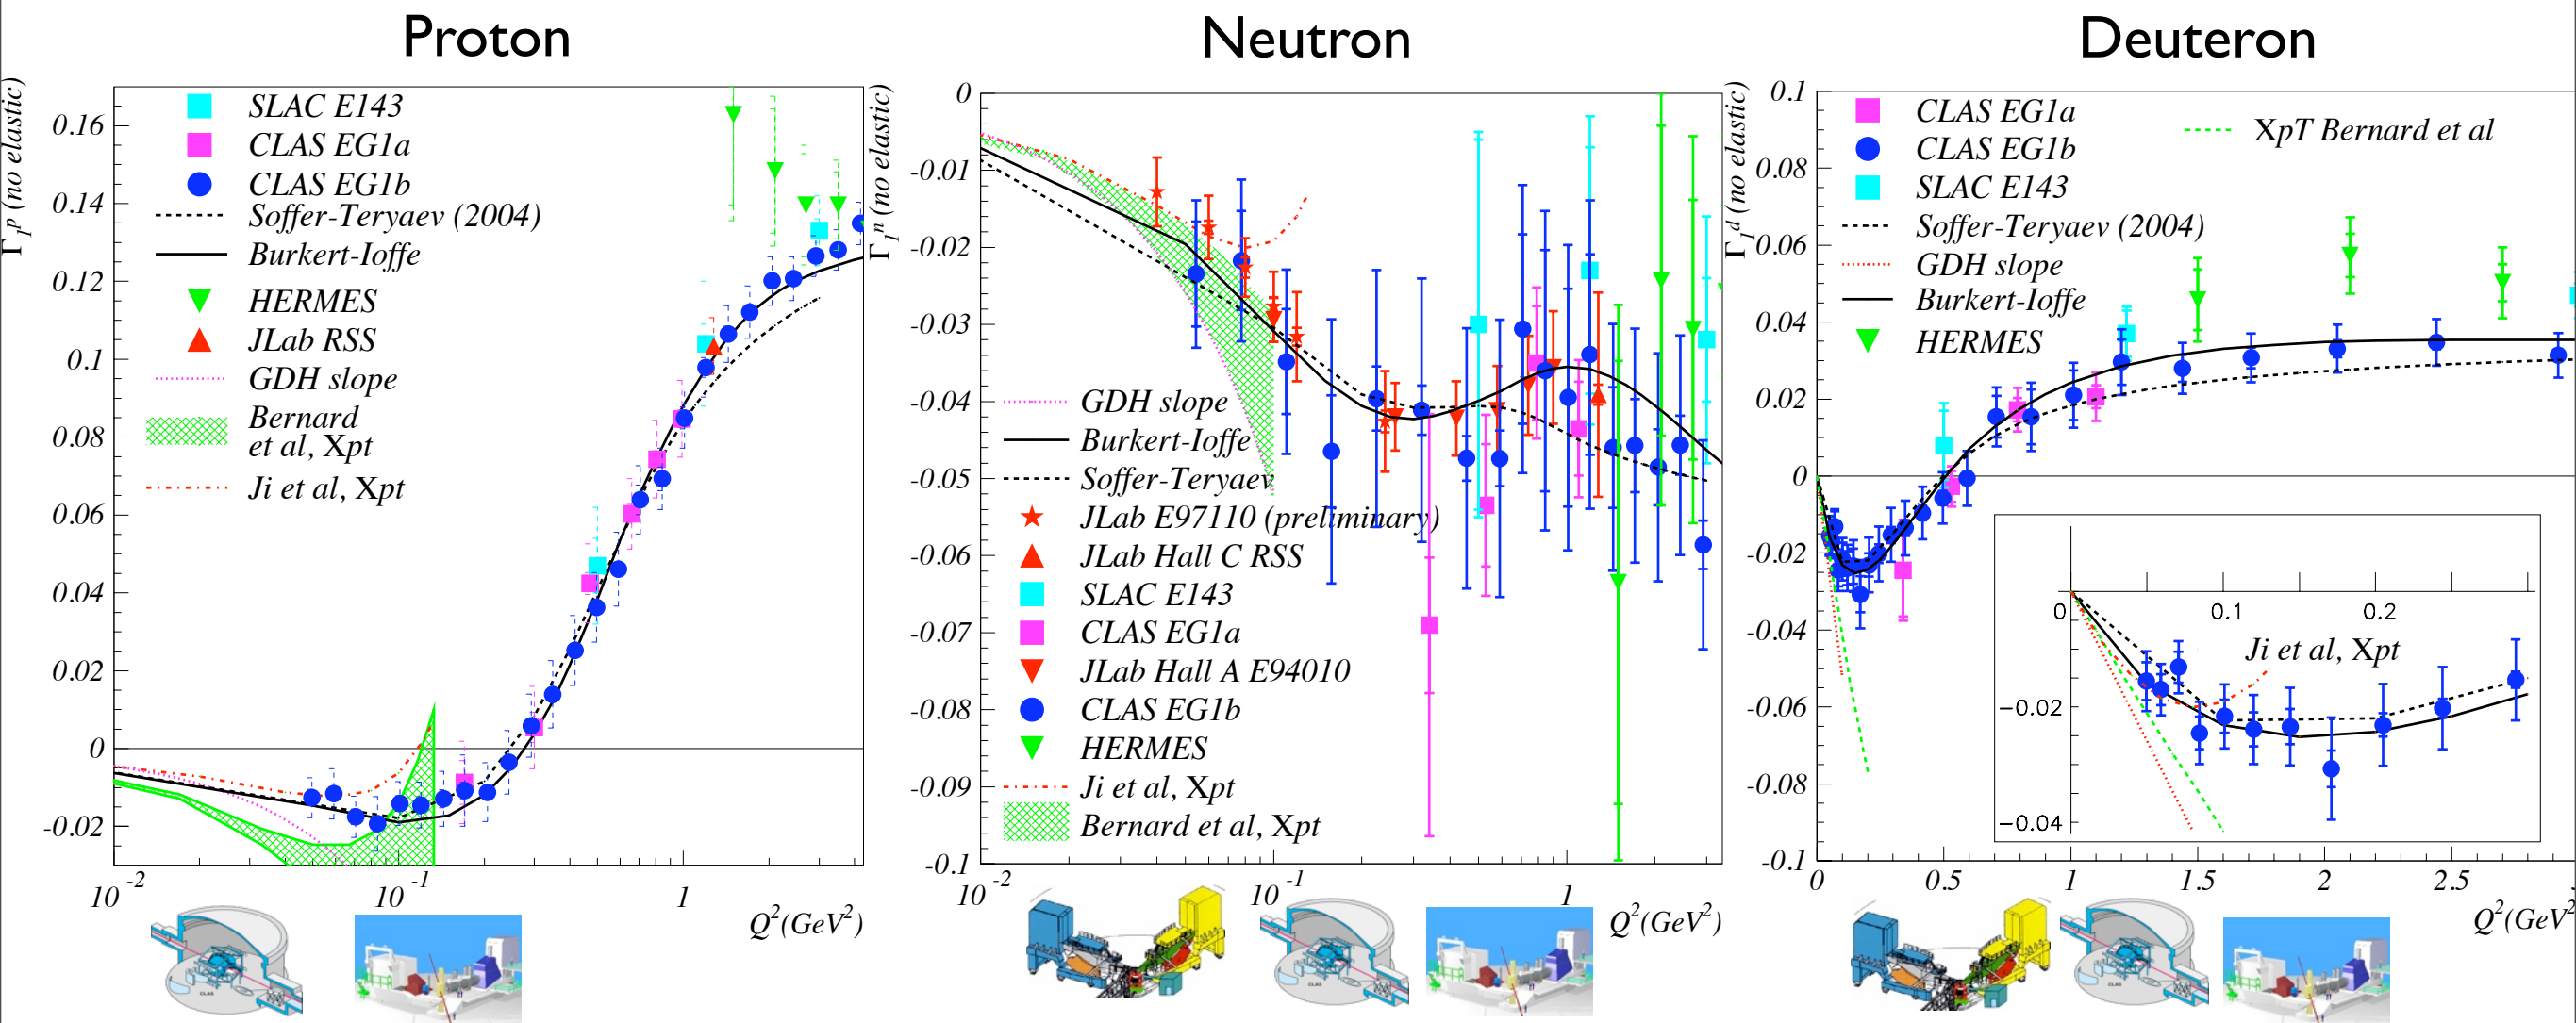 Proton
Γ1p (no elastic)
0.16
0.14
0.12
0.1
0.08
0.06
0.04
0.02
0
-0.02
SLAC E143
CLAS EG1a
CLAS EG1b
Soffer-Teryaev (2004)
Burkert-Ioffe
HERMES
JLab RSS
GDH slope
Bernard
et al, Xpt
Ji et al, Xpt
10-2
10-1
1
Q2(GeV2)
CLAS
Neutron
Γ1n (no elastic)
0
-0.01
-0.02
-0.03
-0.04
-0.05
-0.06
-0.07
-0.08
-0.09
-0.1
GDH slope
Burkert-Ioffe
Soffer-Teryaev
JLab E97110 (preliminary)
JLab Hall C RSS
SLAC E143
CLAS EG1a
JLab Hall A E94010
CLAS EG1b
HERMES
Ji et al, Xpt
Bernard et al, Xpt
10-2
10-1
1
Q2(GeV2)
CLAS
Deuteron
Γ1d (no elastic)
0.1
0.08
0.06
0.04
0.02
0
-0.02
-0.04
-0.06
-0.08
-0.1
CLAS EG1a
CLAS EG1b
SLAC E143
Soffer-Teryaev (2004)
GDH slope
Burkert-Ioffe
HERMES
XpT Bernard et al
0
0.1
0.2
Ji et al, Xpt
-0.02
-0.04
0
0.5
1
1.5
2
2.5
Q2(GeV2
CLAS